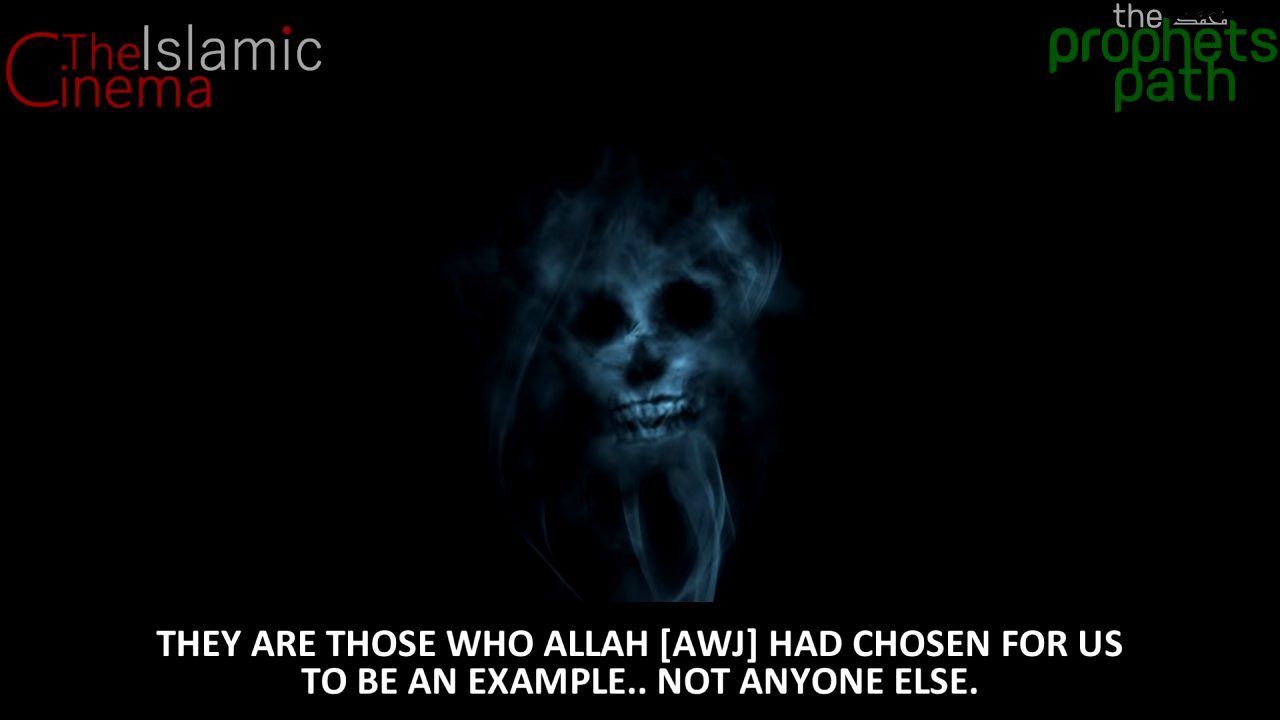 TheIslamic
Cinema
the محمد
prophets
path
THEY ARE THOSE WHO ALLAH [AWJ] HAD CHOSEN FOR US
TO BE AN EXAMPLE.. NOT ANYONE ELSE.